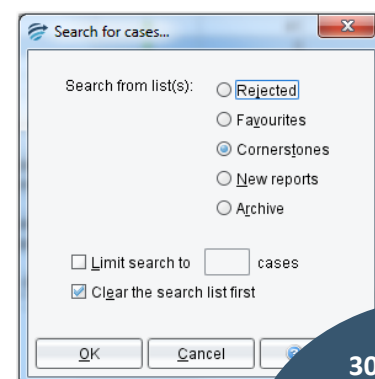 Search for cases...
Search from list(s):
Rejected
Favourites
Cornerstones
New reports
Archive
Limit search to cases
Clear the search list first
OK Cancel
30